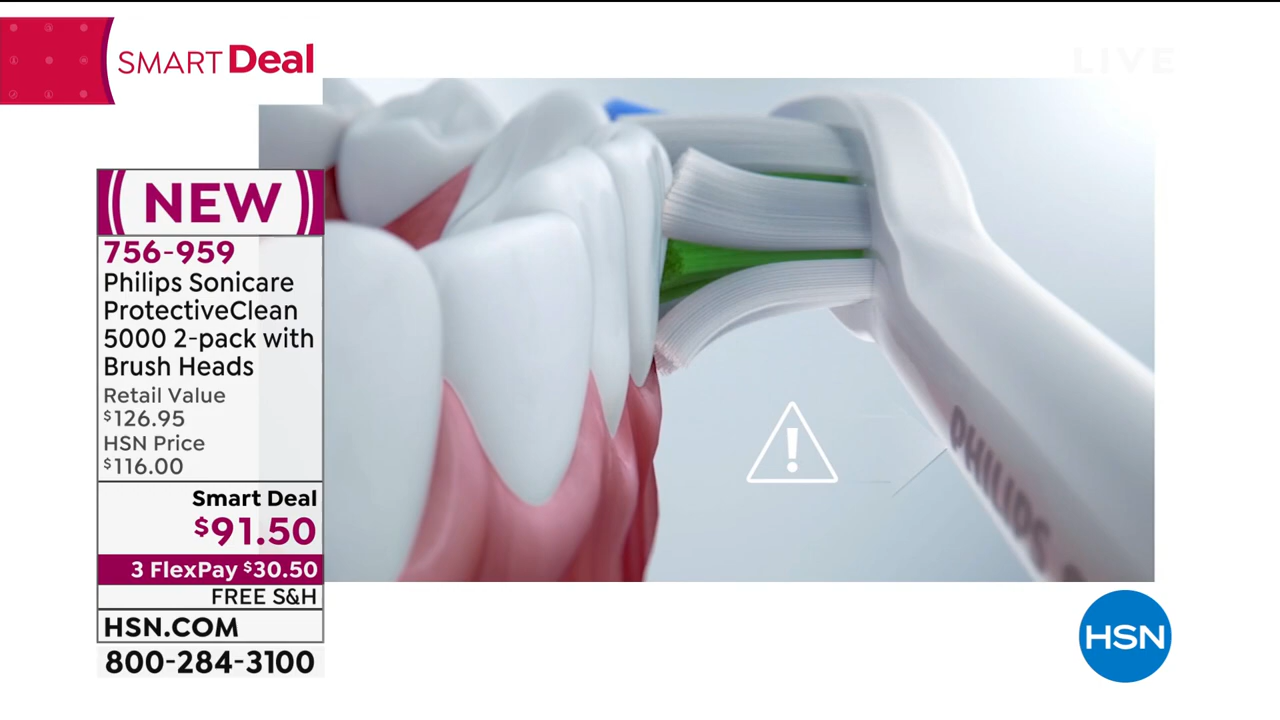 SMART Deal
LIVE
((NEW))
756-959
Philips Sonicare
ProtectiveClean
5000 2-pack with
Brush Heads
Retail Value
$126.95
HSN Price
$116.00
Smart Deal
$91.50
3 FlexPay $30.50
FREE S&H
HSN.COM
800-284-3100
!
PHILIPS
HSN